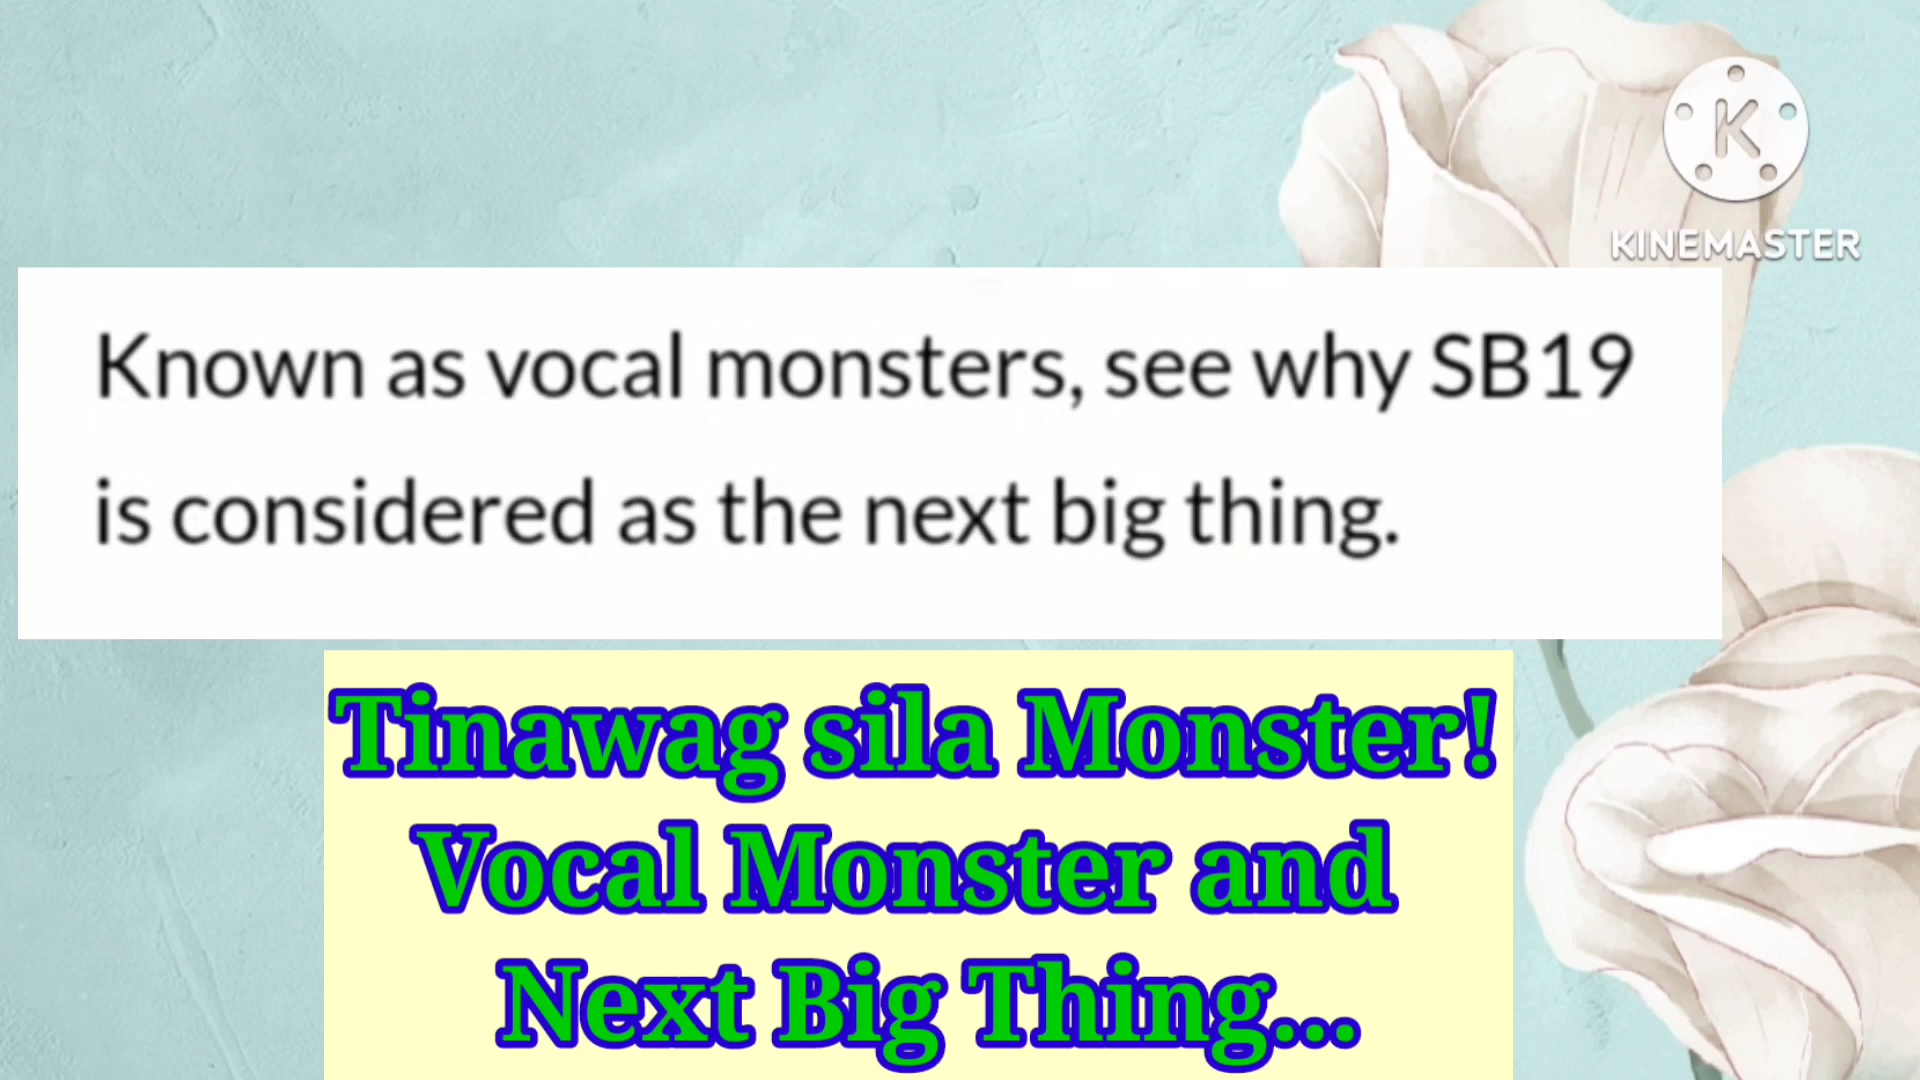 K
KINEMASTER
Known as vocal monsters, see why SB19
is considered as the next big thing.
Tinawag sila Monster!
Vocal Monster and
Next Big Thing...